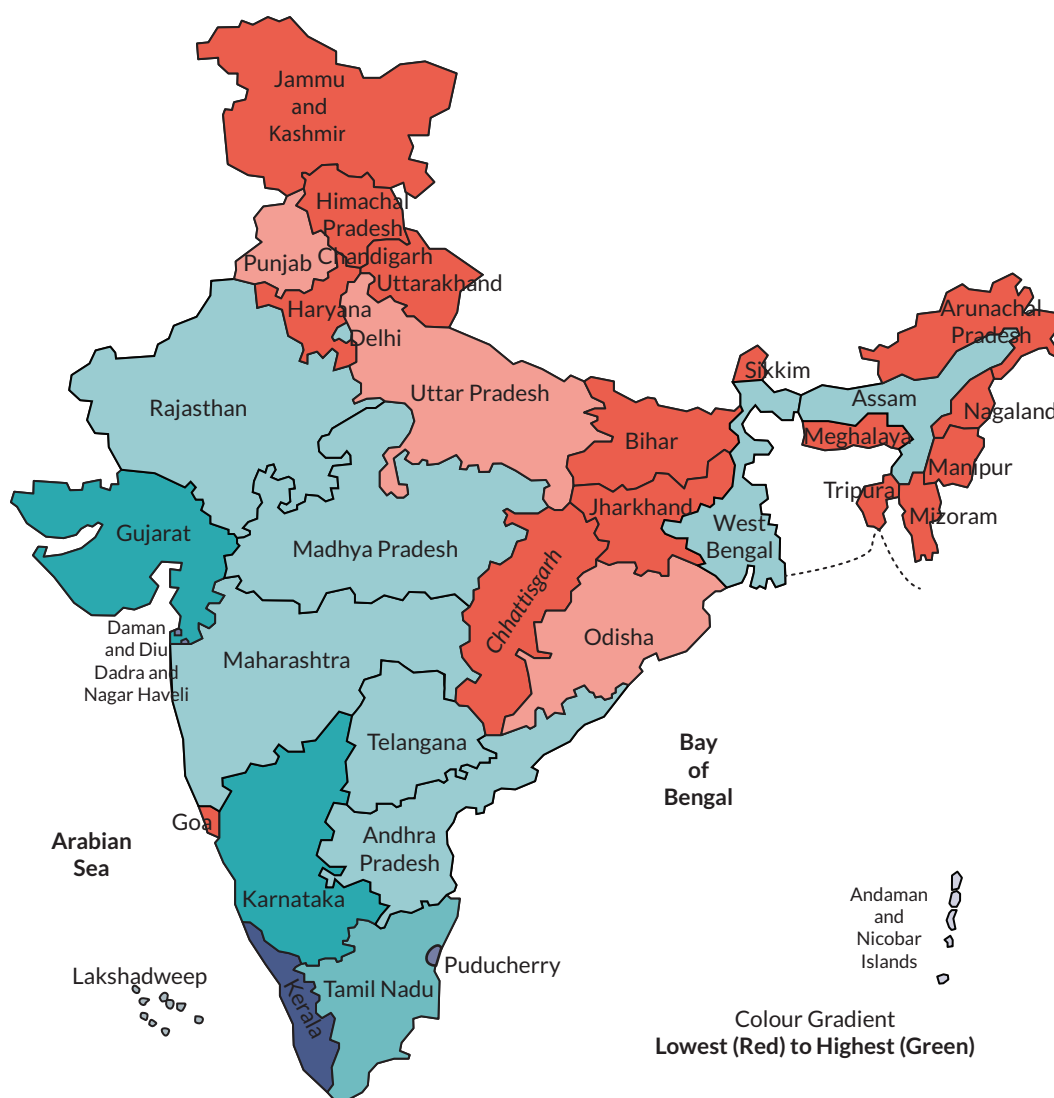 Jammu
and
Kashmir
Himachal
Pradesh
Chandigarh
Punjab
Uttarakhand
Haryana
Delhi
Arunachal
Pradesh
Sikkim
Uttar Pradesh
Assam
Rajasthan
Nagaland
Bihar
Meghalaya
Manipur
Tripura
Jharkhand
Mizoram
Gujarat
West
Bengal
Madhya Pradesh
Chhattisgarh
Daman
and Diu
Dadra and
Nagar Haveli
Odisha
Maharashtra
Telangana
Bay
of
Bengal
Goa
Arabian
Sea
Andhra
Pradesh
Karnataka
Andaman
and
Nicobar
Islands
Puducherry
Lakshadweep
Kerala
Tamil Nadu
Colour Gradient
Lowest (Red) to Highest (Green)